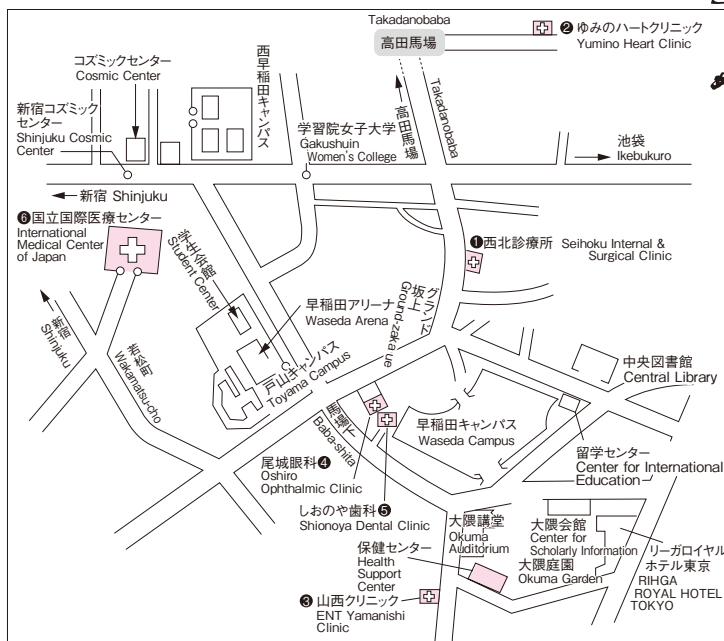 Takadanobaba
高田馬場
❷ゆみのハートクリニック
Yumino Heart Clinic
コズミックセンター
Cosmic Center
西早稲田キャンパス
新宿コズミック
センター
Shinjuku Cosmic
Center
学習院女子大学
Gakushuin
Women's College
高田馬場
Takadanobaba
池袋
Ikebukuro
新宿 Shinjuku
❻国立国際医療センター
International
Medical Center
of Japan
学生会館
Student Center
❶西北診療所 Seihoku Internal &
Surgical Clinic
グランド
坂上
Ground-zaka ue
新宿
Shinjuku
若松町
Wakamatsu-cho
早稲田アリーナ
Waseda Arena
戸山キャンパス
Toyama Campus
中央図書館
Central Library
馬場下
Baba-shita
早稲田キャンパス
Waseda Campus
留学センター
Center for International
Education
尾城眼科❹
Oshiro
Ophthalmic Clinic
しおのや歯科❺
Shionoya Dental Clinic
大隈講堂
Okuma
Auditorium
大隈会館
Center for
Scholarly Information
大隈庭園
Okuma Garden
リーガロイヤル
ホテル東京
RIHGA
ROYAL HOTEL
TOKYO
保健センター
Health
Support
Center
❸山西クリニック
ENT Yamanishi
Clinic